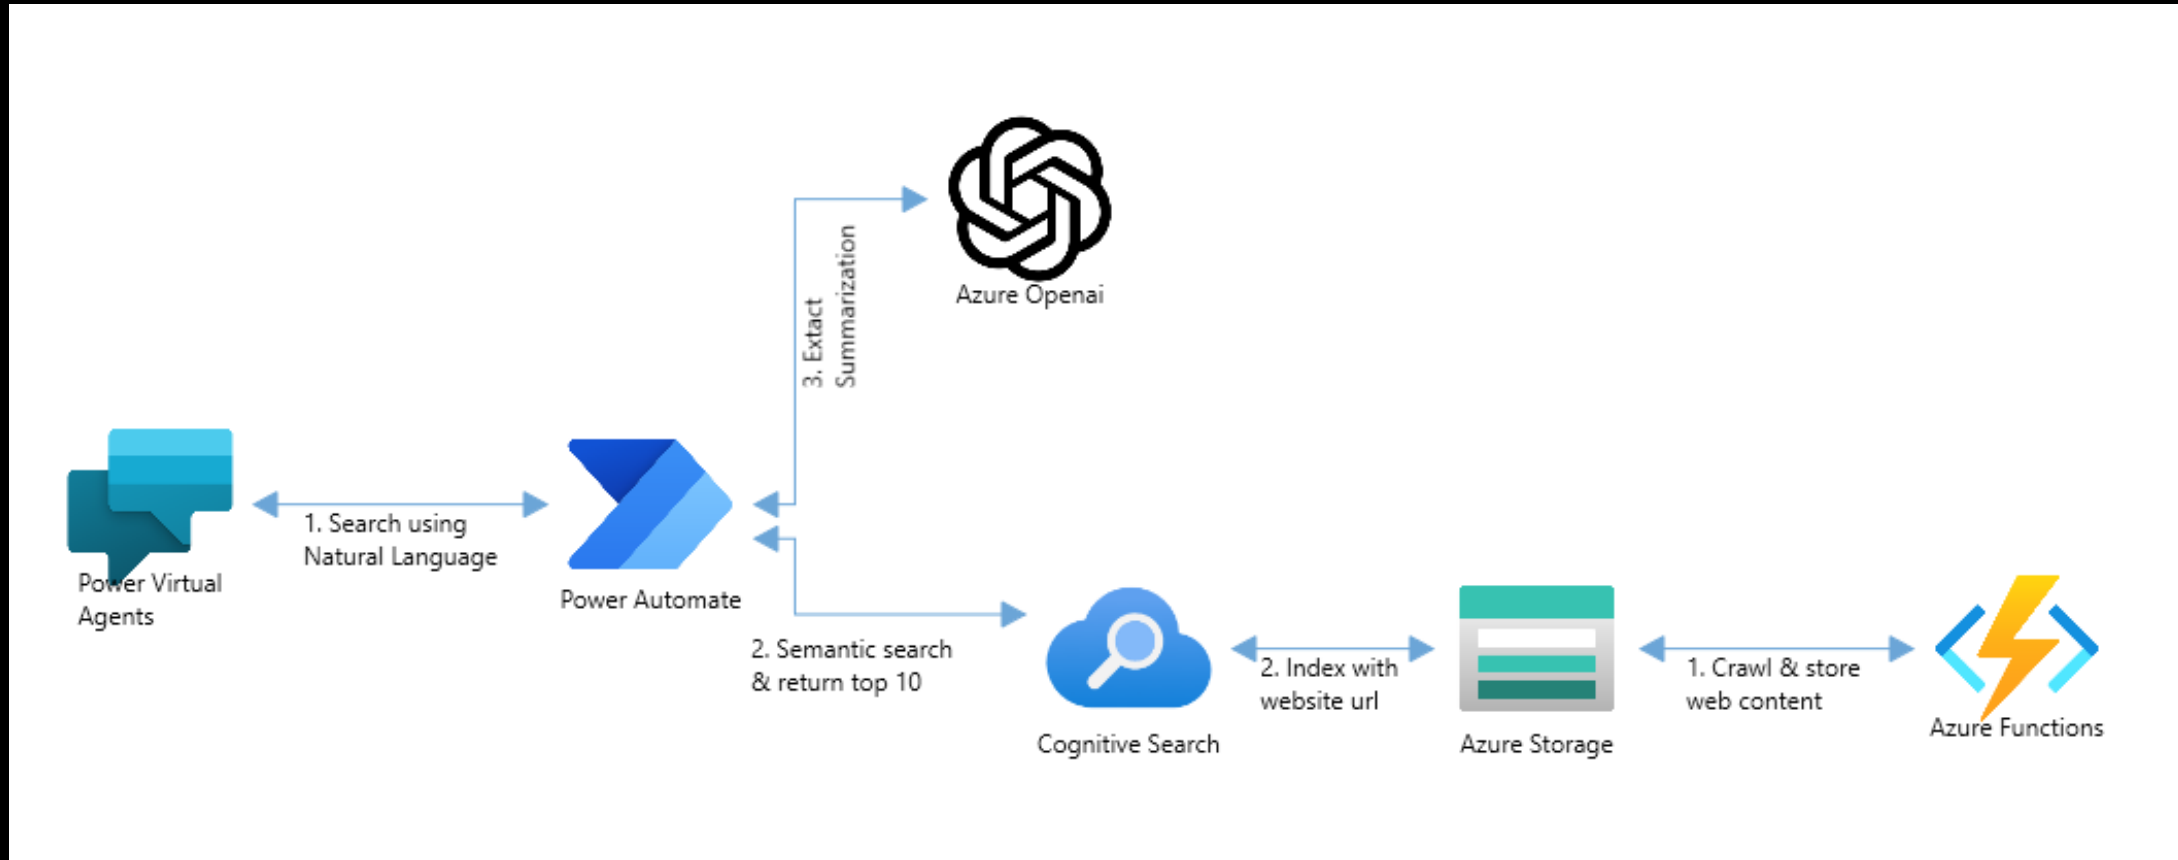 Azure Openai
3. Extact
Summarization
1. Search using
Natural Language
Power Virtual
Agents
Power Automate
2. Semantic search
& return top 10
Cognitive Search
2. Index with
website url
Azure Storage
1. Crawl & store
web content
Azure Functions